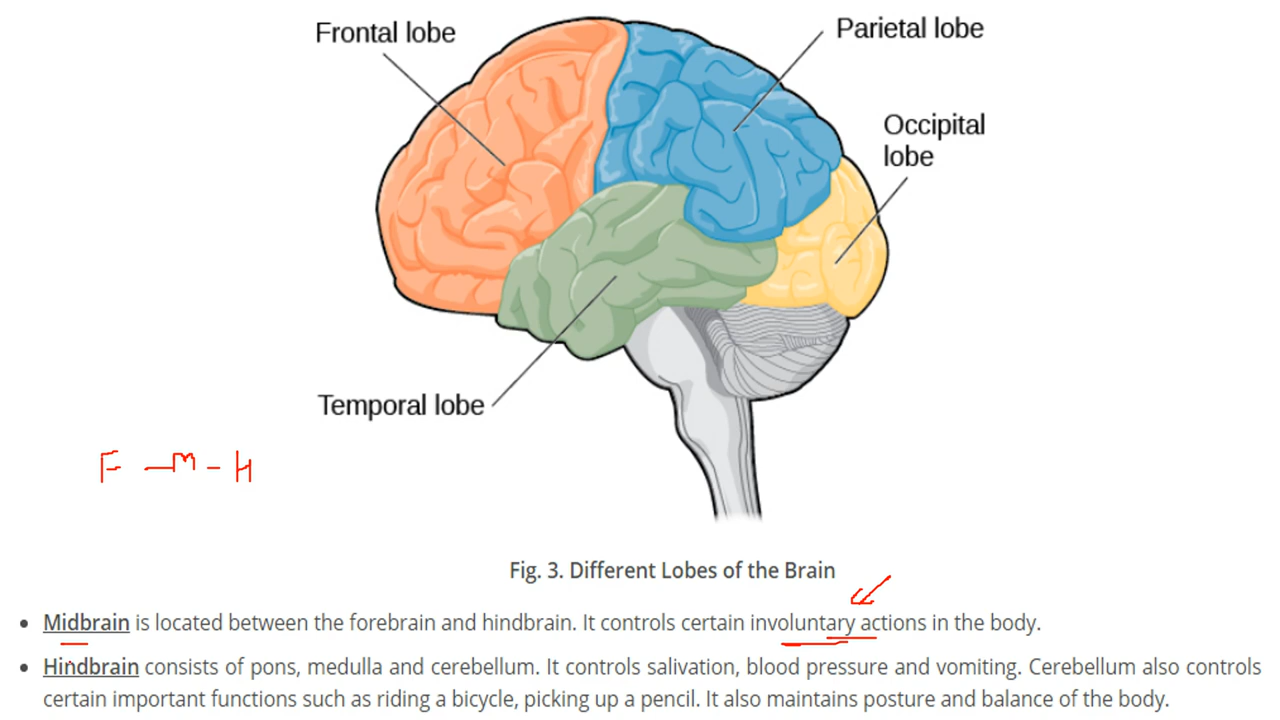 Frontal lobe
Parietal lobe
Occipital
lobe
Temporal lobe
F - m - H
Fig. 3. Different Lobes of the Brain
• Midbrain is located between the forebrain and hindbrain. It controls certain involuntary actions in the body.
• Hindbrain consists of pons, medulla and cerebellum. It controls salivation, blood pressure and vomiting. Cerebellum also controls
certain important functions such as riding a bicycle, picking up a pencil. It also maintains posture and balance of the body.